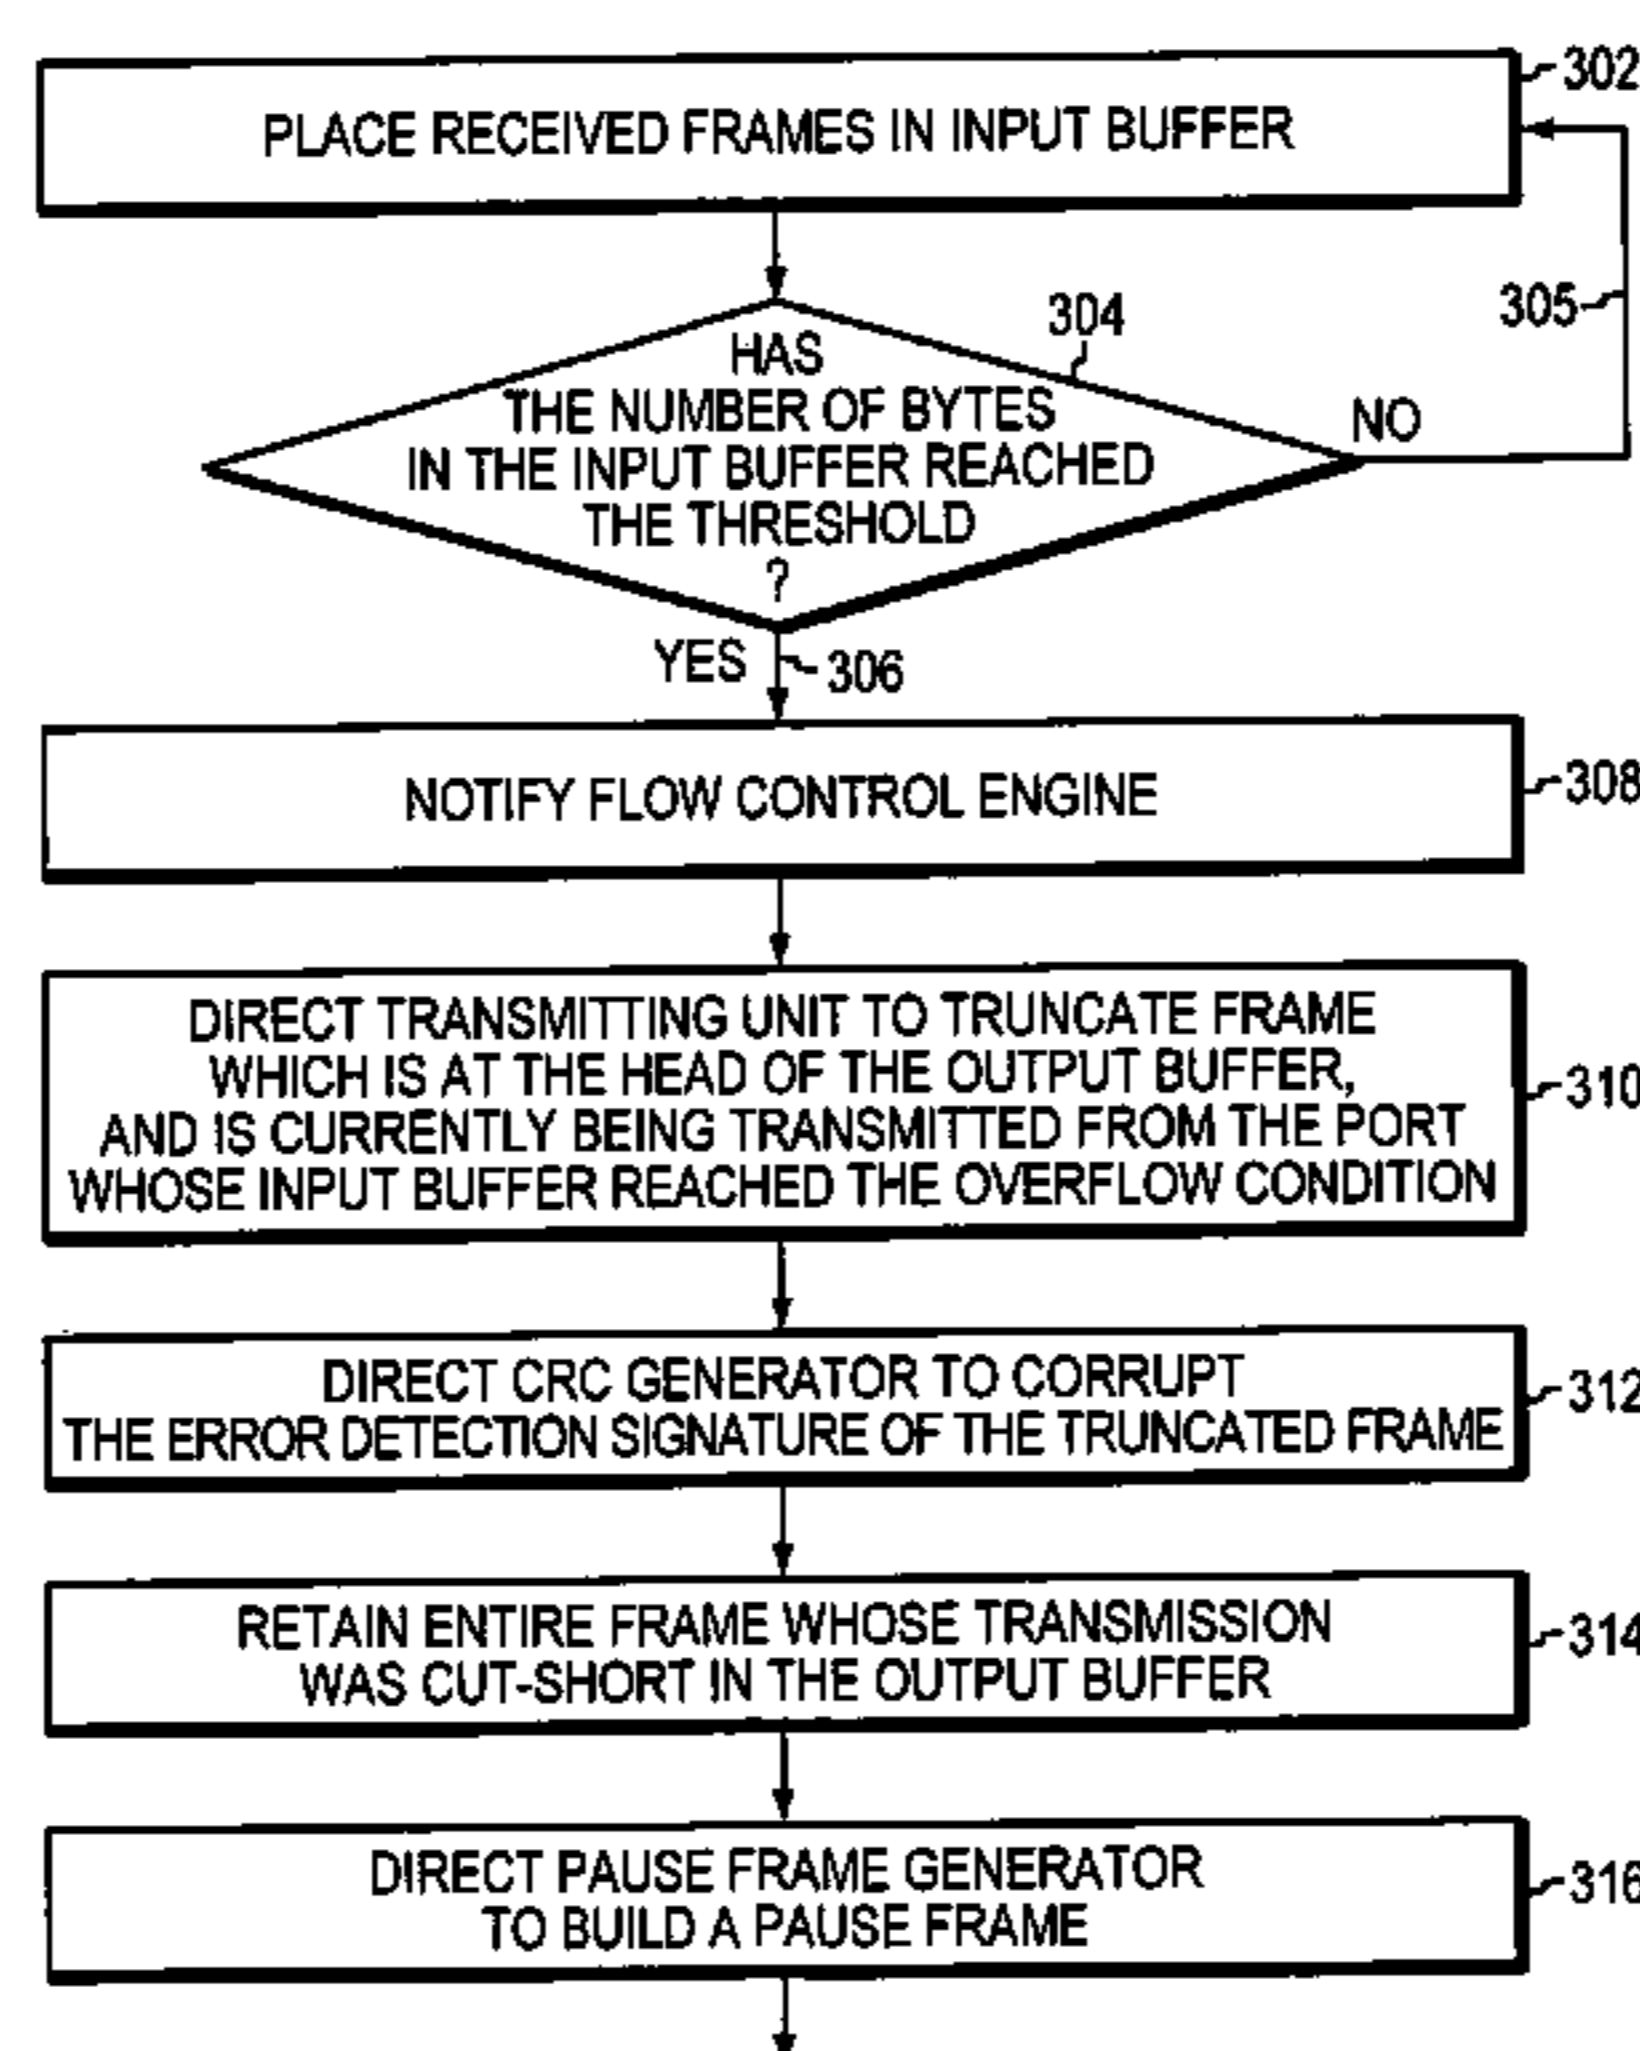 302
PLACE RECEIVED FRAMES IN INPUT BUFFER
304
305
HAS
THE NUMBER OF BYTES
IN THE INPUT BUFFER REACHED
THE THRESHOLD
?
NO
YES
306
NOTIFY FLOW CONTROL ENGINE
308
DIRECT TRANSMITTING UNIT TO TRUNCATE FRAME
WHICH IS AT THE HEAD OF THE OUTPUT BUFFER,
AND IS CURRENTLY BEING TRANSMITTED FROM THE PORT
WHOSE INPUT BUFFER REACHED THE OVERFLOW CONDITION
310
DIRECT CRC GENERATOR TO CORRUPT
THE ERROR DETECTION SIGNATURE OF THE TRUNCATED FRAME
312
RETAIN ENTIRE FRAME WHOSE TRANSMISSION
WAS CUT-SHORT IN THE OUTPUT BUFFER
314
DIRECT PAUSE FRAME GENERATOR
TO BUILD A PAUSE FRAME
316